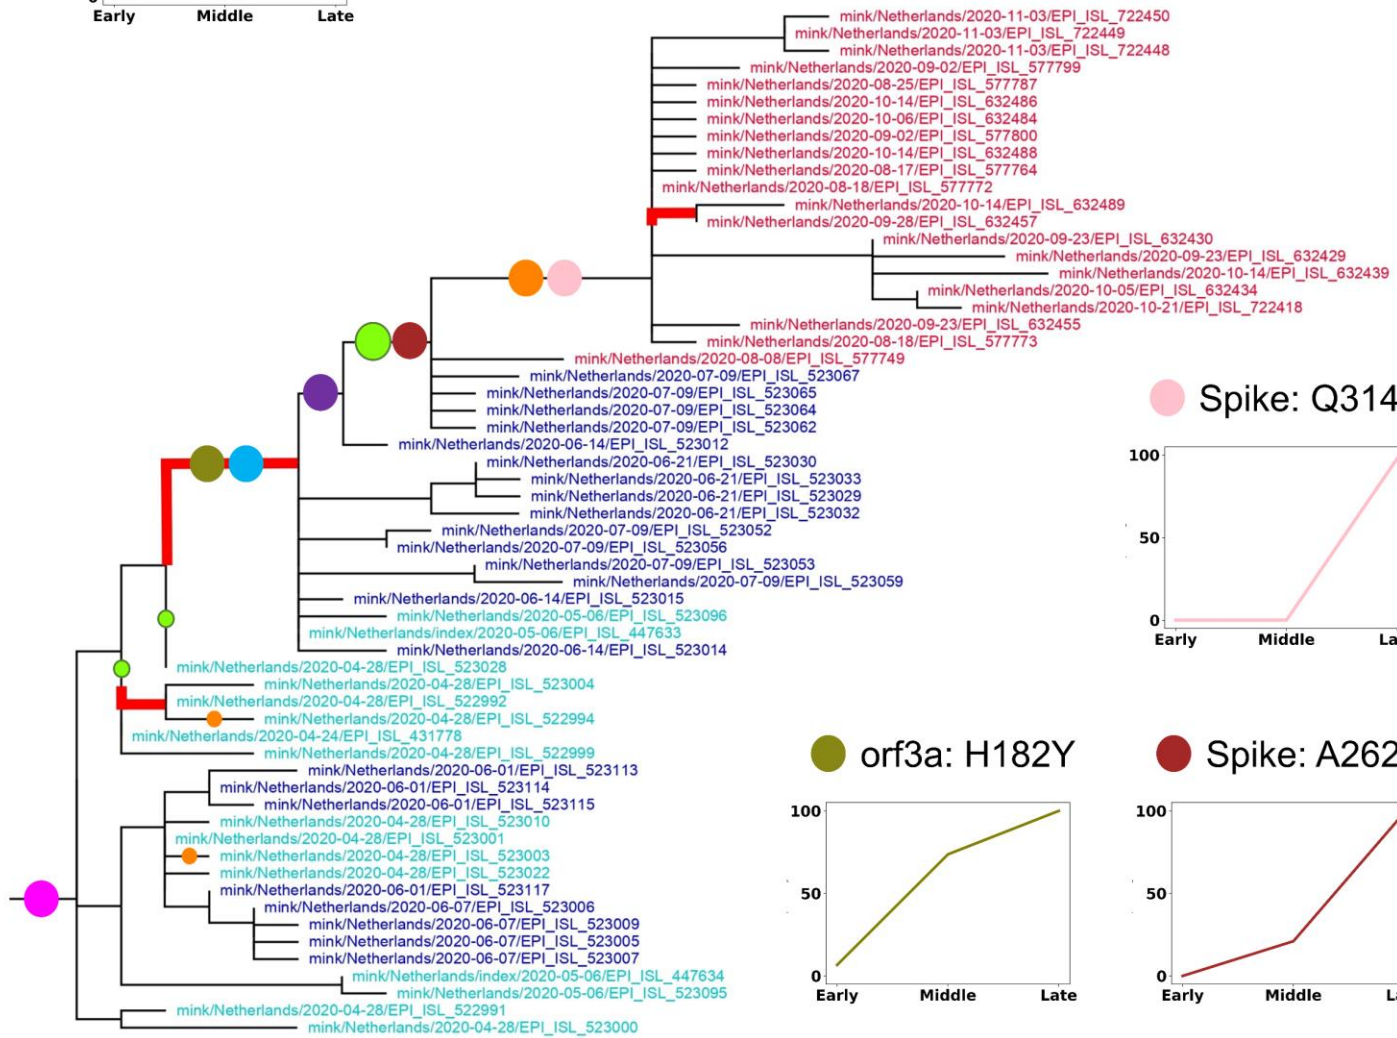 Early Middle Late
mink/Netherlands/2020-11-03/EPI_ISL_722450
mink/Netherlands/2020-11-03/EPI_ISL_722449
mink/Netherlands/2020-11-03/EPI_ISL_722448
mink/Netherlands/2020-09-02/EPI_ISL_577799
mink/Netherlands/2020-08-25/EPI_ISL_577787
mink/Netherlands/2020-10-14/EPI_ISL_632486
mink/Netherlands/2020-10-06/EPI_ISL_632484
mink/Netherlands/2020-09-02/EPI_ISL_577800
mink/Netherlands/2020-10-14/EPI_ISL_632488
mink/Netherlands/2020-08-17/EPI_ISL_577764
mink/Netherlands/2020-08-18/EPI_ISL_577772
mink/Netherlands/2020-10-14/EPI_ISL_632489
mink/Netherlands/2020-09-28/EPI_ISL_632457
mink/Netherlands/2020-09-23/EPI_ISL_632430
mink/Netherlands/2020-09-23/EPI_ISL_632429
mink/Netherlands/2020-10-14/EPI_ISL_632439
mink/Netherlands/2020-10-05/EPI_ISL_632434
mink/Netherlands/2020-10-21/EPI_ISL_722418
mink/Netherlands/2020-09-23/EPI_ISL_632455
mink/Netherlands/2020-08-18/EPI_ISL_577773
mink/Netherlands/2020-08-08/EPI_ISL_577749
mink/Netherlands/2020-07-09/EPI_ISL_523067
mink/Netherlands/2020-07-09/EPI_ISL_523065
mink/Netherlands/2020-07-09/EPI_ISL_523064
mink/Netherlands/2020-07-09/EPI_ISL_523062
mink/Netherlands/2020-06-14/EPI_ISL_523012
mink/Netherlands/2020-06-21/EPI_ISL_523030
mink/Netherlands/2020-06-21/EPI_ISL_523033
mink/Netherlands/2020-06-21/EPI_ISL_523029
mink/Netherlands/2020-06-21/EPI_ISL_523032
mink/Netherlands/2020-07-09/EPI_ISL_523052
mink/Netherlands/2020-07-09/EPI_ISL_523056
mink/Netherlands/2020-07-09/EPI_ISL_523053
mink/Netherlands/2020-07-09/EPI_ISL_523059
mink/Netherlands/2020-06-14/EPI_ISL_523015
mink/Netherlands/2020-05-06/EPI_ISL_523096
mink/Netherlands/index/2020-05-06/EPI_ISL_447633
mink/Netherlands/2020-06-14/EPI_ISL_523014
mink/Netherlands/2020-04-28/EPI_ISL_523028
mink/Netherlands/2020-04-28/EPI_ISL_523004
mink/Netherlands/2020-04-28/EPI_ISL_522992
mink/Netherlands/2020-04-28/EPI_ISL_522994
mink/Netherlands/2020-04-24/EPI_ISL_431778
mink/Netherlands/2020-04-28/EPI_ISL_522999
mink/Netherlands/2020-06-01/EPI_ISL_523113
mink/Netherlands/2020-06-01/EPI_ISL_523114
mink/Netherlands/2020-06-01/EPI_ISL_523115
mink/Netherlands/2020-04-28/EPI_ISL_523010
mink/Netherlands/2020-04-28/EPI_ISL_523001
mink/Netherlands/2020-04-28/EPI_ISL_523003
mink/Netherlands/2020-04-28/EPI_ISL_523022
mink/Netherlands/2020-06-01/EPI_ISL_523117
mink/Netherlands/2020-06-07/EPI_ISL_523006
mink/Netherlands/2020-06-07/EPI_ISL_523009
mink/Netherlands/2020-06-07/EPI_ISL_523005
mink/Netherlands/2020-06-07/EPI_ISL_523007
mink/Netherlands/index/2020-05-06/EPI_ISL_447634
mink/Netherlands/2020-05-06/EPI_ISL_523095
mink/Netherlands/2020-04-28/EPI_ISL_522991
mink/Netherlands/2020-04-28/EPI_ISL_523000
Spike: Q314
100
50
0
Early Middle La
orf3a: H182Y
100
50
0
Early Middle Late
Spike: A262
100
50
0
Early Middle La